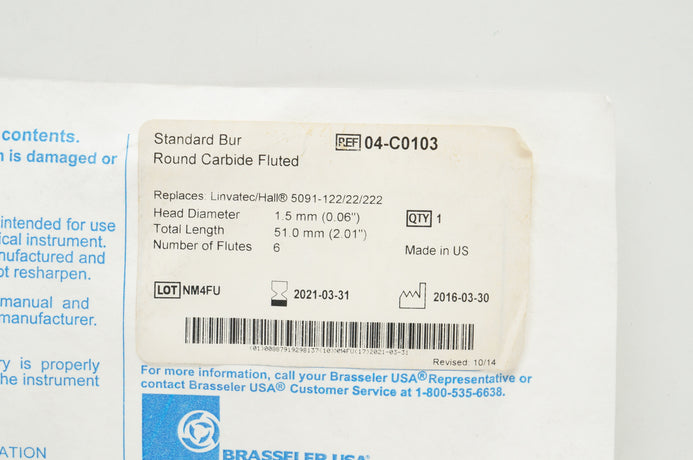 contents.
is damaged or
intended for use
ical instrument.
nufactured and
ot resharpen.
manual and
manufacturer.
ry is properly
he instrument
ATION
Standard Bur
REF 04-C0103
Round Carbide Fluted
Replaces: Linvatec/Hall® 5091-122/22/222
Head Diameter 1.5 mm (0.06")
QTY 1
Total Length 51.0 mm (2.01")
Number of Flutes 6
Made in US
LOT NM4FU
2021-03-31
2016-03-30
Revised: 10/14
For more information, call your Brasseler USA® Representative or
contact Brasseler USA® Customer Service at 1-800-535-6638.
BRASSELER USA®